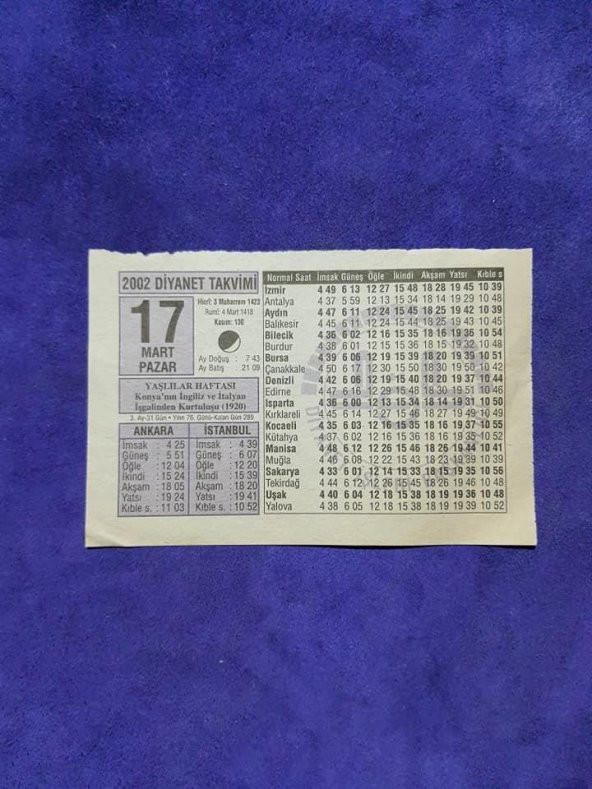 2002 DİYANET TAKVİMİ
17
MART
PAZAR
Hicrî: 3 Muharrem 1423
Rumî: 4 Mart 1418
Kasım: 130
Ay Doğuş : 7 43
Ay Batış : 21 09
YAŞLILAR HAFTASI
Konya'nın İngiliz ve İtalyan
İşgalinden Kurtuluşu (1920)
3. Ay-31 Gün • Yılın 76. Günü-Kalan Gün 289
ANKARA
İmsak : 4 25
Güneş : 5 51
Öğle : 12 04
İkindi : 15 24
Akşam : 18 05
Yatsı : 19 24
Kıble s. : 11 03
İSTANBUL
İmsak : 4 39
Güneş : 6 07
Öğle : 12 20
İkindi : 15 39
Akşam : 18 20
Yatsı : 19 41
Kıble s. : 10 52
Normal Saat İmsak Güneş Öğle İkindi Akşam Yatsı Kıble s
İzmir 4 49 6 13 12 27 15 48 18 28 19 45 10 39
Antalya 4 37 5 59 12 13 15 34 18 14 19 29 10 48
Aydın 4 47 6 11 12 24 15 45 18 25 19 42 10 39
Balıkesir 4 45 6 11 12 24 15 44 18 25 19 43 10 45
Bilecik 4 36 6 02 12 15 15 35 18 16 19 36 10 54
Burdur 4 38 6 01 12 15 15 36 18 15 19 32 10 48
Bursa 4 39 6 06 12 19 15 39 18 20 19 39 10 51
Çanakkale 4 50 6 17 12 30 15 50 18 30 19 50 10 42
Denizli 4 42 6 06 12 19 15 40 18 20 19 37 10 44
Edirne 4 46 6 16 12 29 15 48 18 30 19 51 10 46
Isparta 4 36 6 00 12 13 15 34 18 14 19 31 10 50
Kırklareli 4 45 6 14 12 27 15 46 18 28 19 49 10 48
Kocaeli 4 35 6 03 12 16 15 35 18 16 19 37 10 55
Kütahya 4 37 6 02 12 16 15 36 18 16 19 35 10 52
Manisa 4 48 6 12 12 26 15 46 18 26 19 44 10 41
Muğla 4 46 6 08 12 22 15 43 18 23 19 39 10 39
Sakarya 4 33 6 01 12 14 15 33 18 15 19 35 10 56
Tekirdağ 4 44 6 12 12 26 15 45 18 26 19 46 10 48
Uşak 4 40 6 04 12 18 15 38 18 19 19 36 10 48
Yalova 4 38 6 05 12 18 15 38 18 19 19 39 10 52